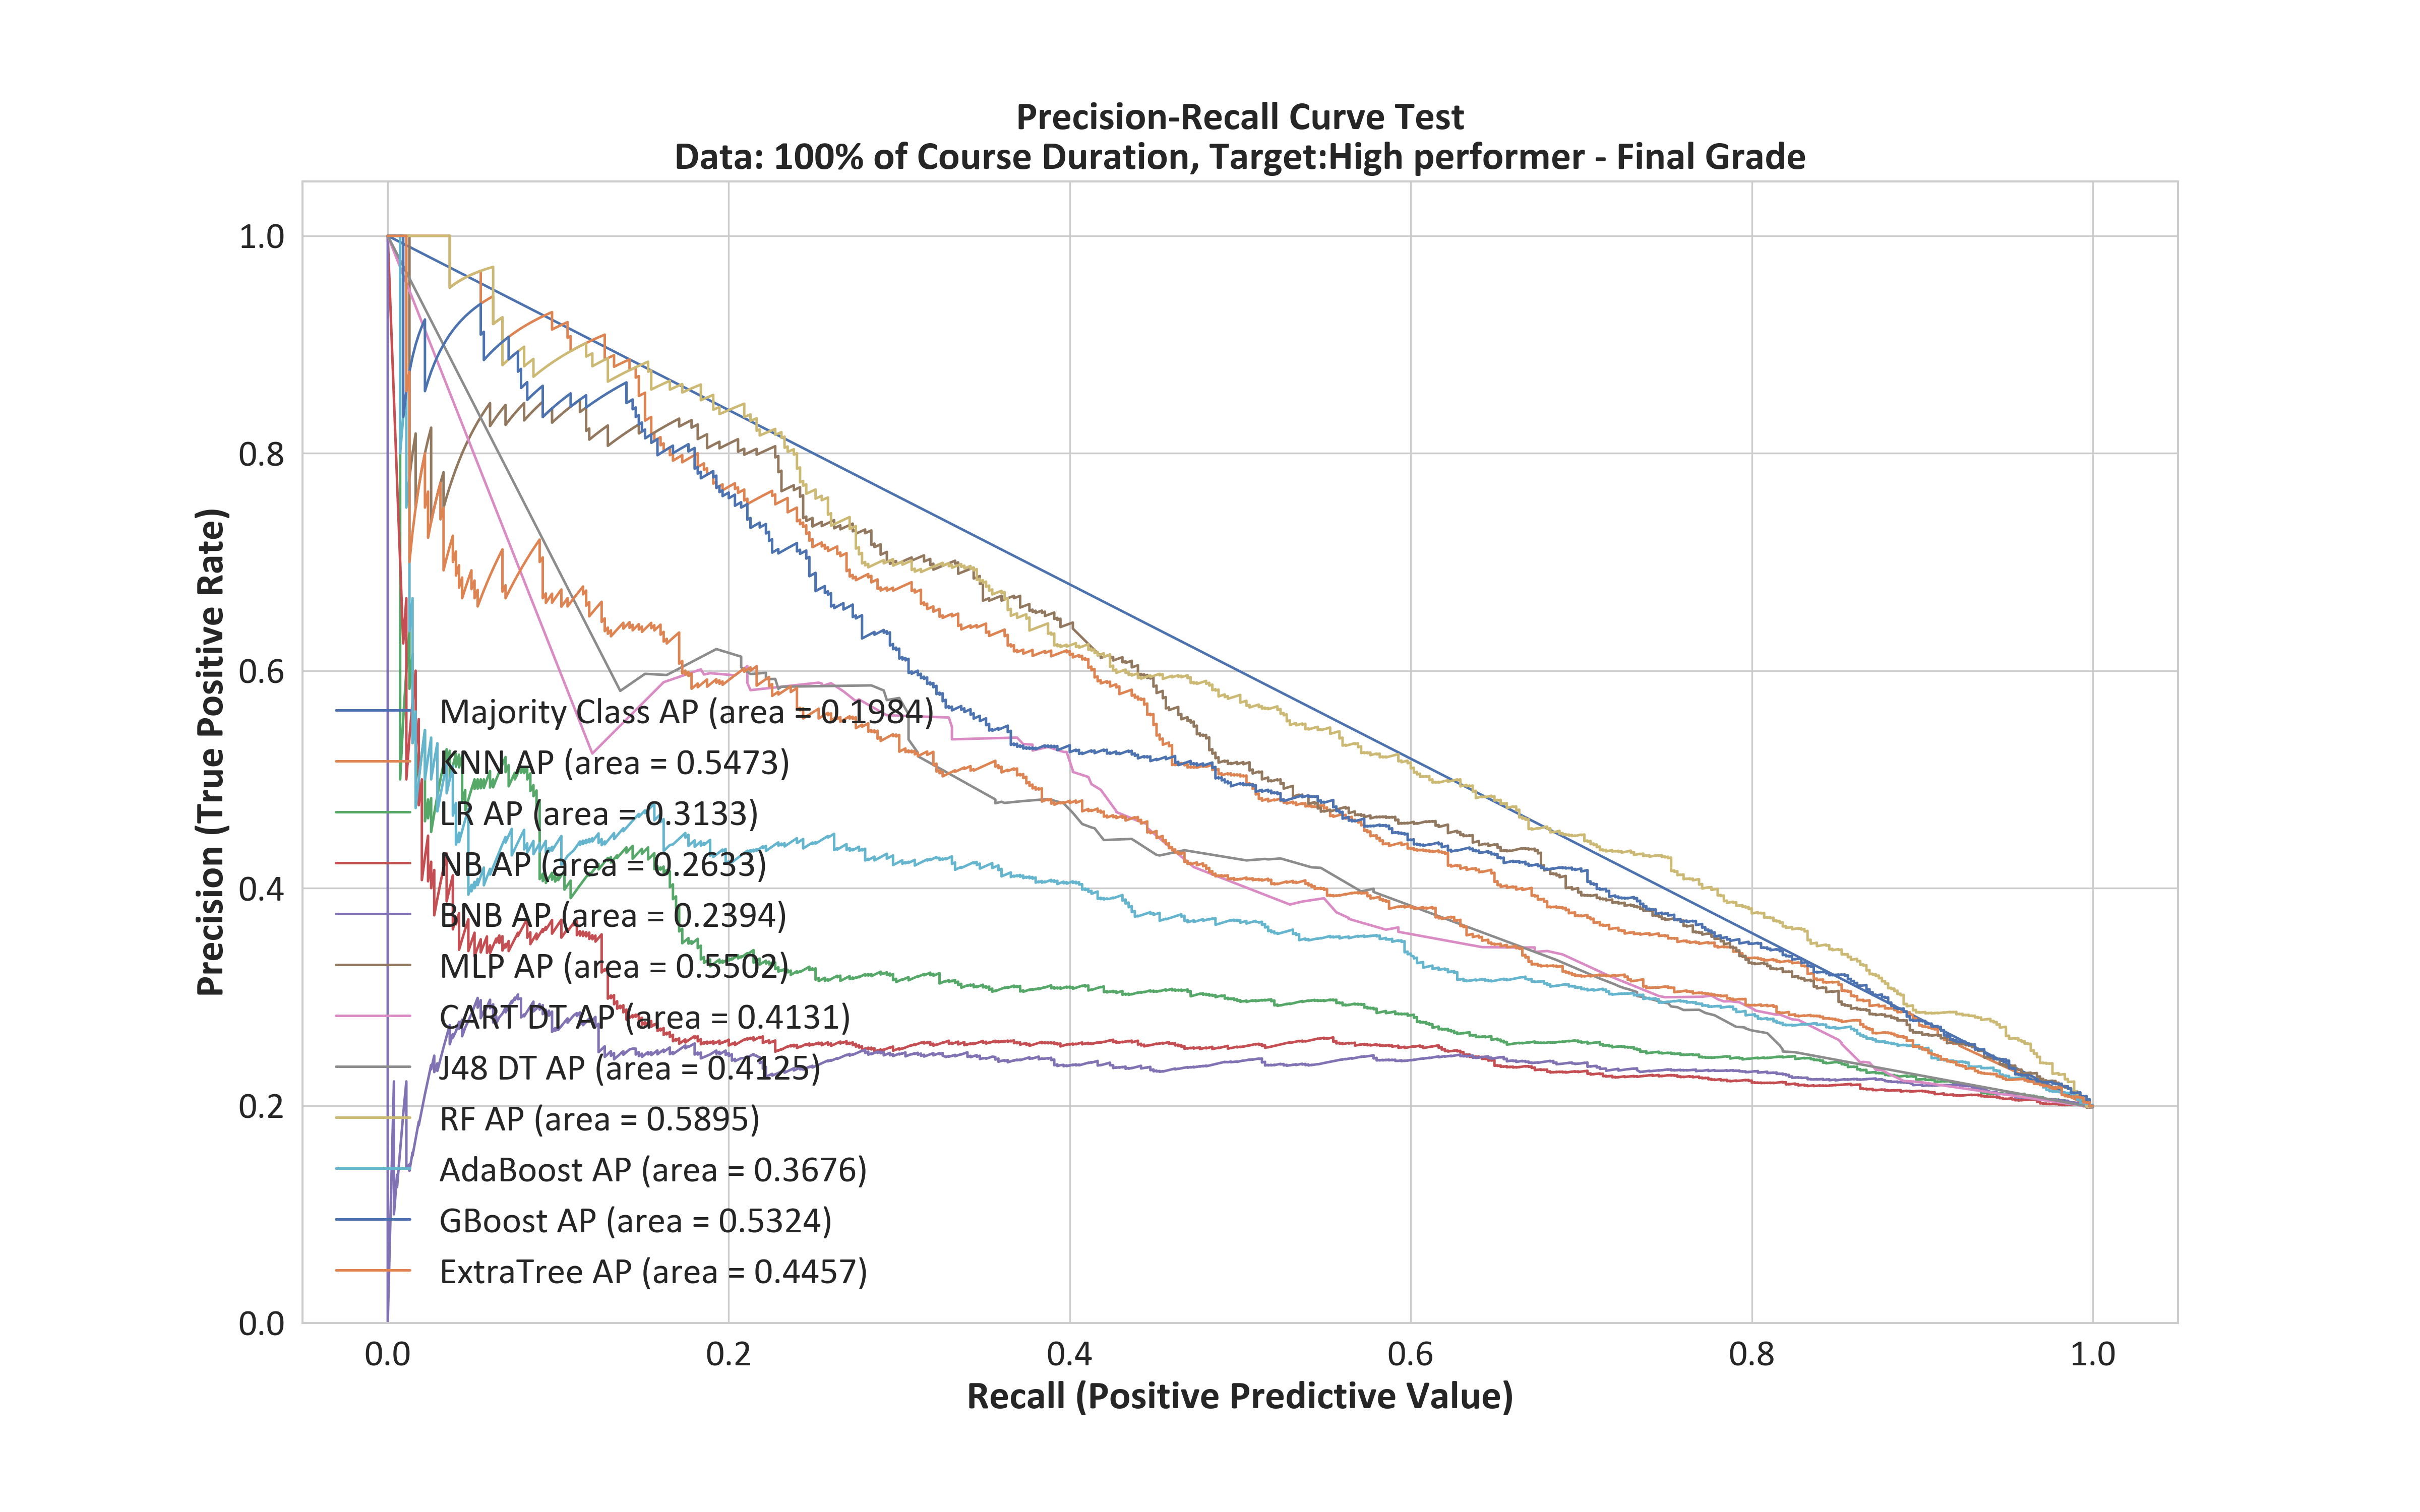 Precision-Recall Curve Test
Data: 100% of Course Duration, Target:High performer - Final Grade
Precision (True Positive Rate)
1.0
0.8
0.6
0.4
0.2
0.0
Majority Class AP (area = 0.1984)
KNN AP (area = 0.5473)
LR AP (area = 0.3133)
NB AP (area = 0.2633)
BNB AP (area = 0.2394)
MLP AP (area = 0.5502)
CART DT AP (area = 0.4131)
J48 DT AP (area = 0.4125)
RF AP (area = 0.5895)
AdaBoost AP (area = 0.3676)
GBoost AP (area = 0.5324)
ExtraTree AP (area = 0.4457)
0.0 0.2 0.4 0.6 0.8 1.0
Recall (Positive Predictive Value)